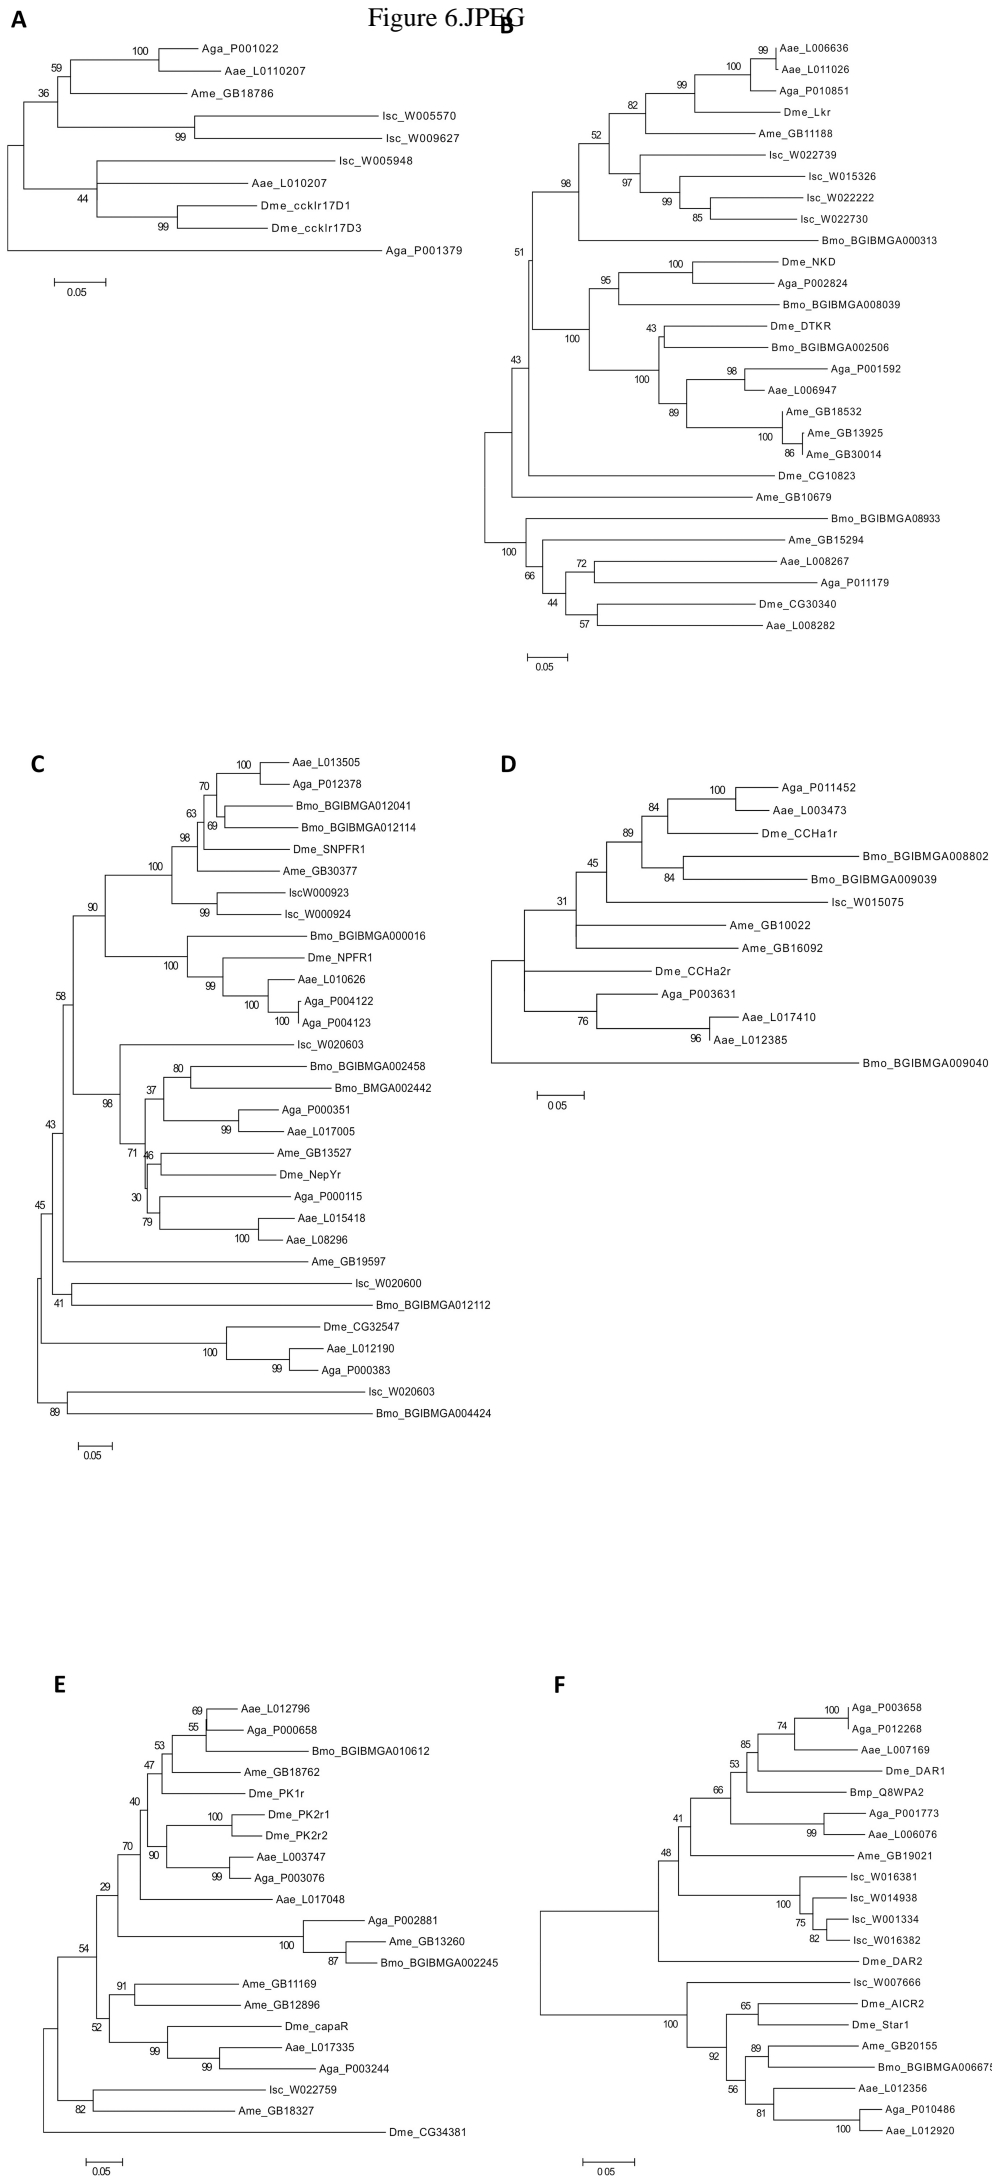 Figure 6.JPEG
A
100
Aga_P001022
Aae_L0110207
59
Ame_GB18786
36
Isc_W005570
99
Isc_W009627
Isc_W005948
44
Aae_L010207
Dme_ccklr17D1
99
Dme_ccklr17D3
Aga_P001379
0.05
B
99
Aae_L006636
100
Aae_L011026
99
Aga_P010851
82
Dme_Lkr
52
Ame_GB11188
Isc_W022739
97
Isc_W015326
99
Isc_W022222
85
Isc_W022730
98
Bmo_BGIBMGA000313
51
100
Dme_NKD
95
Aga_P002824
Bmo_BGIBMGA008039
100
43
Dme_DTKR
Bmo_BGIBMGA002506
100
98
Aga_P001592
Aae_L006947
89
Ame_GB18532
100
Ame_GB13925
86
Ame_GB30014
43
Dme_CG10823
Ame_GB10679
Bmo_BGIBMGA08933
100
Ame_GB15294
66
72
Aae_L008267
Aga_P011179
44
Dme_CG30340
57
Aae_L008282
0.05
C
100
Aae_L013505
70
Aga_P012378
63
Bmo_BGIBMGA012041
69
Bmo_BGIBMGA012114
98
Dme_SNPFR1
100
Ame_GB30377
IscW000923
99
Isc_W000924
90
Bmo_BGIBMGA000016
100
Dme_NPFR1
99
Aae_L010626
100
Aga_P004122
100
Aga_P004123
58
Isc_W020603
98
80
Bmo_BGIBMGA002458
37
Bmo_BMGA002442
Aga_P000351
99
Aae_L017005
71
46
Ame_GB13527
Dme_NepYr
30
Aga_P000115
79
Aae_L015418
100
Aae_L08296
43
Ame_GB19597
45
Isc_W020600
41
Bmo_BGIBMGA012112
Dme_CG32547
100
Aae_L012190
99
Aga_P000383
Isc_W020603
89
Bmo_BGIBMGA004424
0.05
D
100
Aga_P011452
84
Aae_L003473
89
Dme_CCHa1r
45
Bmo_BGIBMGA008802
84
Bmo_BGIBMGA009039
31
Isc_W015075
Ame_GB10022
Ame_GB16092
Dme_CCHa2r
Aga_P003631
76
Aae_L017410
96
Aae_L012385
Bmo_BGIBMGA009040
0 05
E
69
Aae_L012796
55
Aga_P000658
53
Bmo_BGIBMGA010612
47
Ame_GB18762
40
Dme_PK1r
100
Dme_PK2r1
Dme_PK2r2
90
Aae_L003747
99
Aga_P003076
70
Aae_L017048
29
Aga_P002881
100
Ame_GB13260
87
Bmo_BGIBMGA002245
54
91
Ame_GB11169
Ame_GB12896
52
Dme_capaR
99
Aae_L017335
99
Aga_P003244
Isc_W022759
82
Ame_GB18327
Dme_CG34381
0.05
F
100
Aga_P003658
74
Aga_P012268
85
Aae_L007169
53
Dme_DAR1
66
Bmp_Q8WPA2
Aga_P001773
99
Aae_L006076
41
Ame_GB19021
48
Isc_W016381
100
Isc_W014938
75
Isc_W001334
82
Isc_W016382
Dme_DAR2
Isc_W007666
100
65
Dme_AICR2
Dme_Star1
92
89
Ame_GB20155
Bmo_BGIBMGA006675
56
Aae_L012356
81
Aga_P010486
100
Aae_L012920
0 05